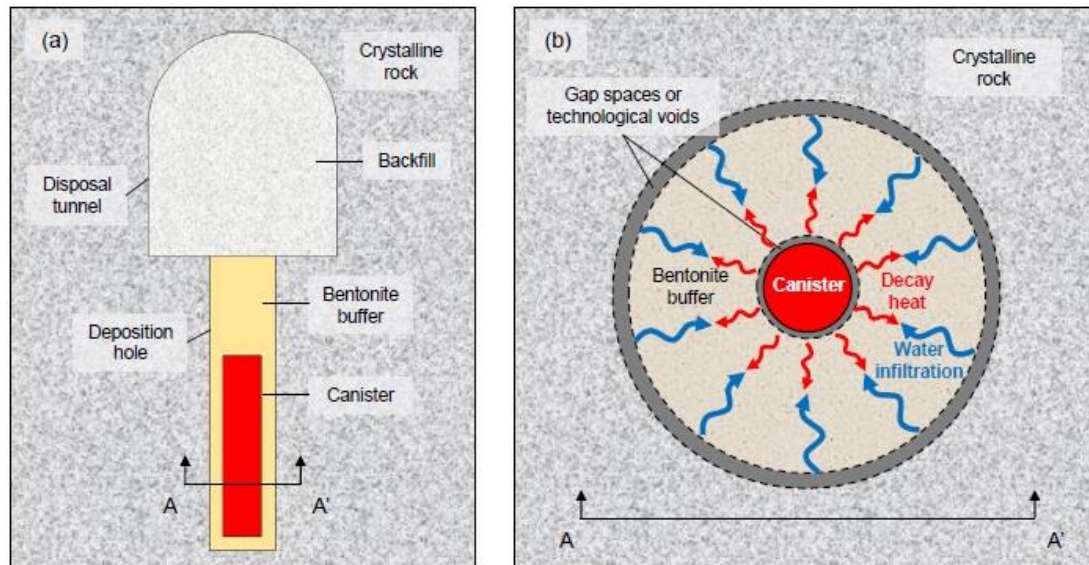 (a)
Crystalline
rock
Backfill
Disposal
tunnel
Bentonite
buffer
Deposition
hole
Canister
A
A'
(b)
Crystalline
rock
Gap spaces or
technological voids
Bentonite
buffer
Canister
Decay
heat
Water
infiltration
A
A'